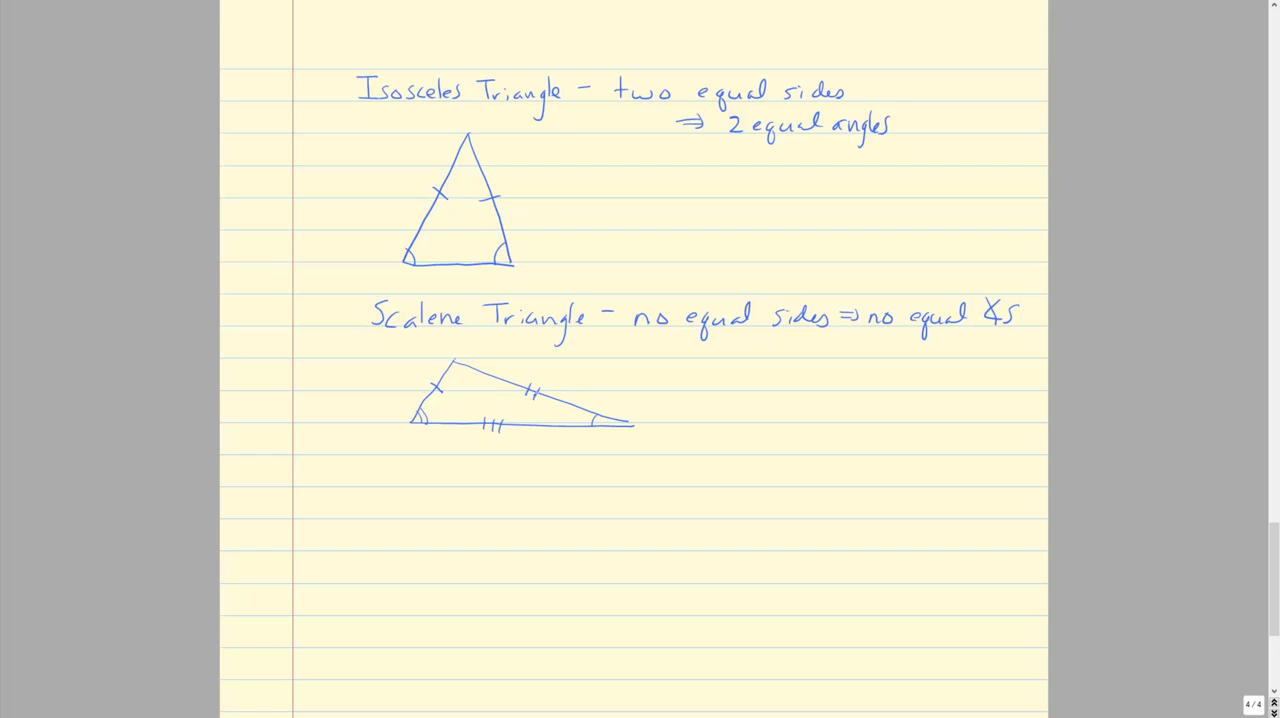 Isosceles Triangle - two equal sides
⇒ 2 equal angles
Scalene Triangle - no equal sides ⇒ no equal ∡s
4 / 4